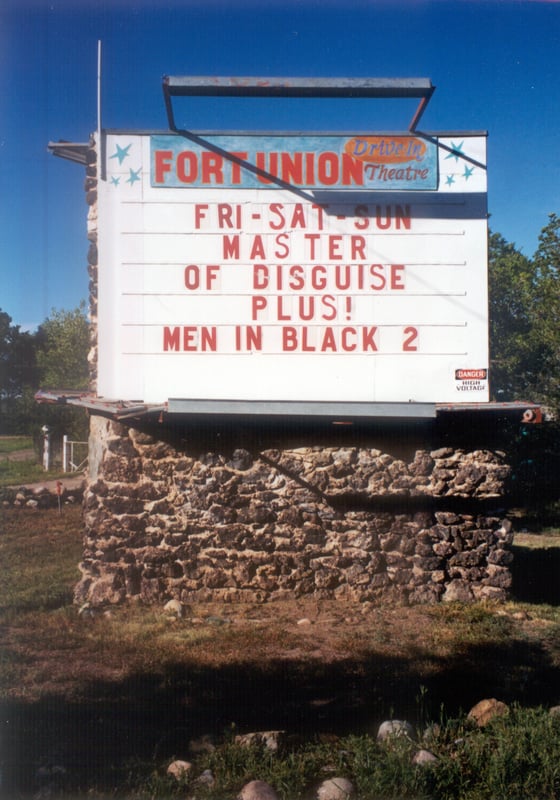 FORT UNION Drive In Theatre
FRI-SAT-SUN
MASTER
OF DISGUISE
PLUS!
MEN IN BLACK 2
DANGER
HIGH
VOLTAGE